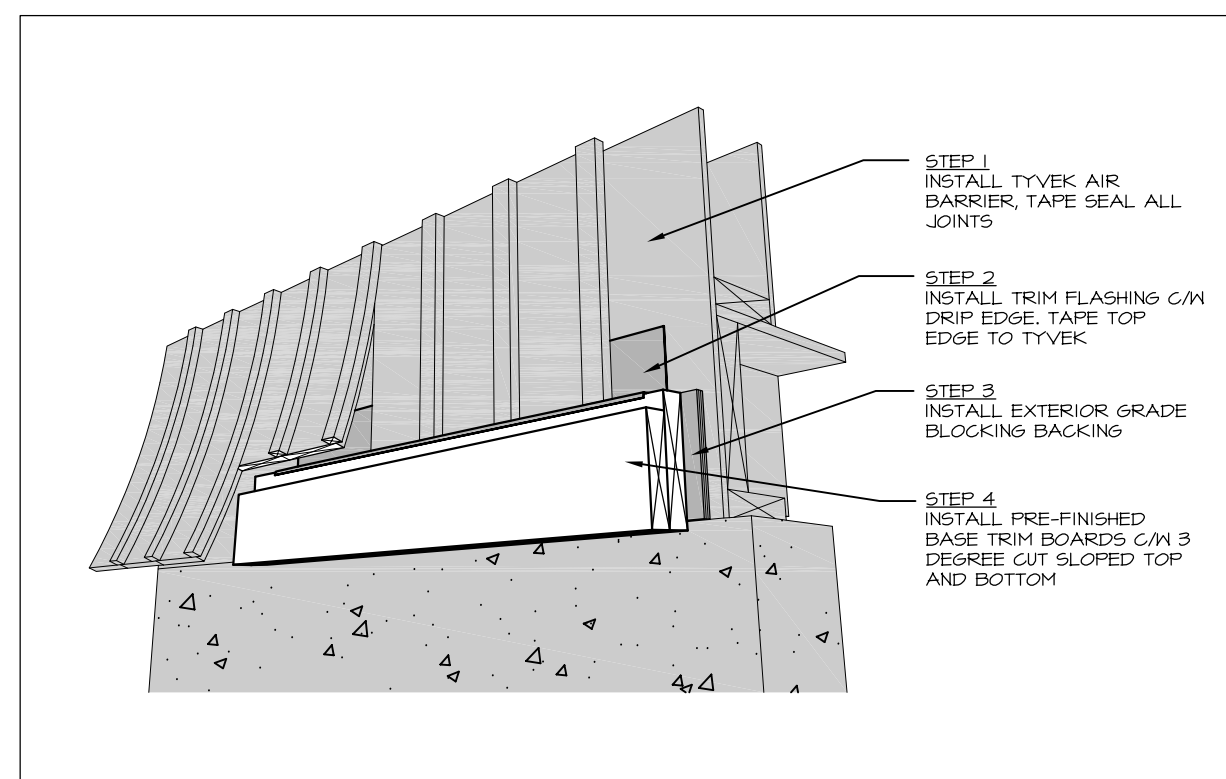 STEP 1
INSTALL TYVEK AIR
BARRIER, TAPE SEAL ALL
JOINTS
STEP 2
INSTALL TRIM FLASHING C/W
DRIP EDGE. TAPE TOP
EDGE TO TYVEK
STEP 3
INSTALL EXTERIOR GRADE
BLOCKING BACKING
STEP 4
INSTALL PRE-FINISHED
BASE TRIM BOARDS C/W 3
DEGREE CUT SLOPED TOP
AND BOTTOM